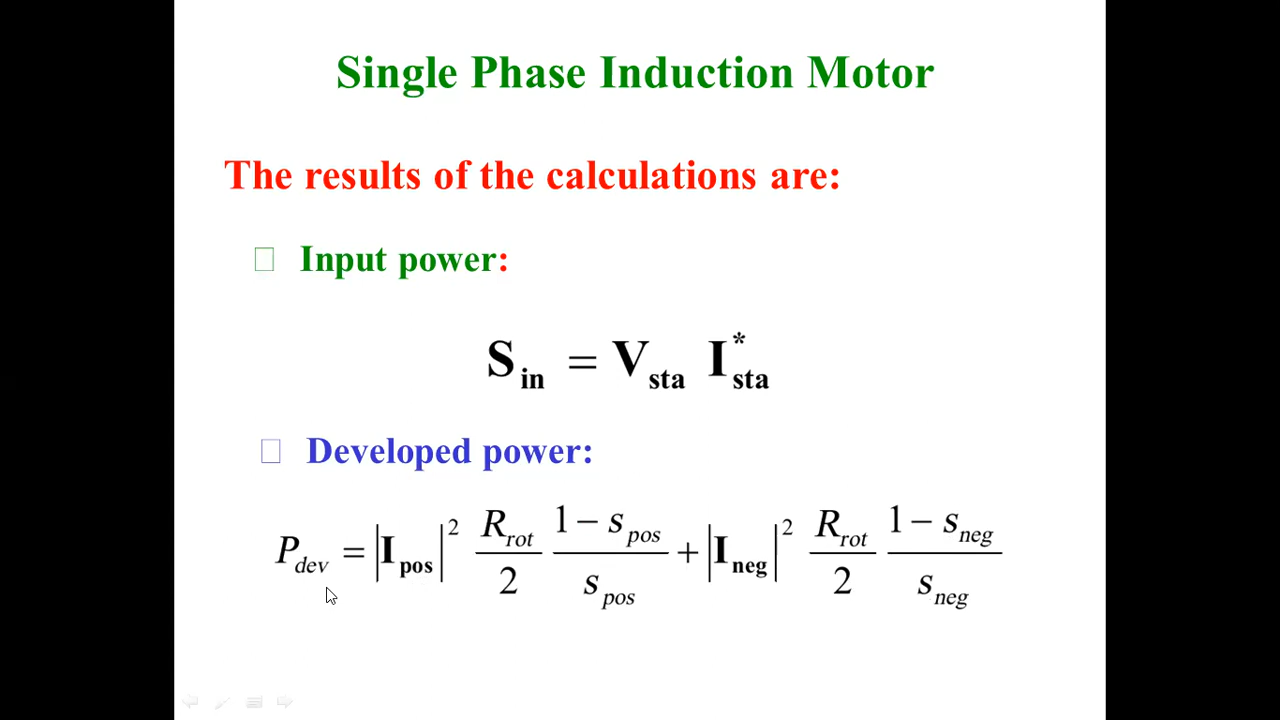 Single Phase Induction Motor
The results of the calculations are:
Input power:
S_in = V_sta I*_sta
Developed power:
P_dev = |I_pos|² R_rot/2 (1 − s_pos)/s_pos + |I_neg|² R_rot/2 (1 − s_neg)/s_neg